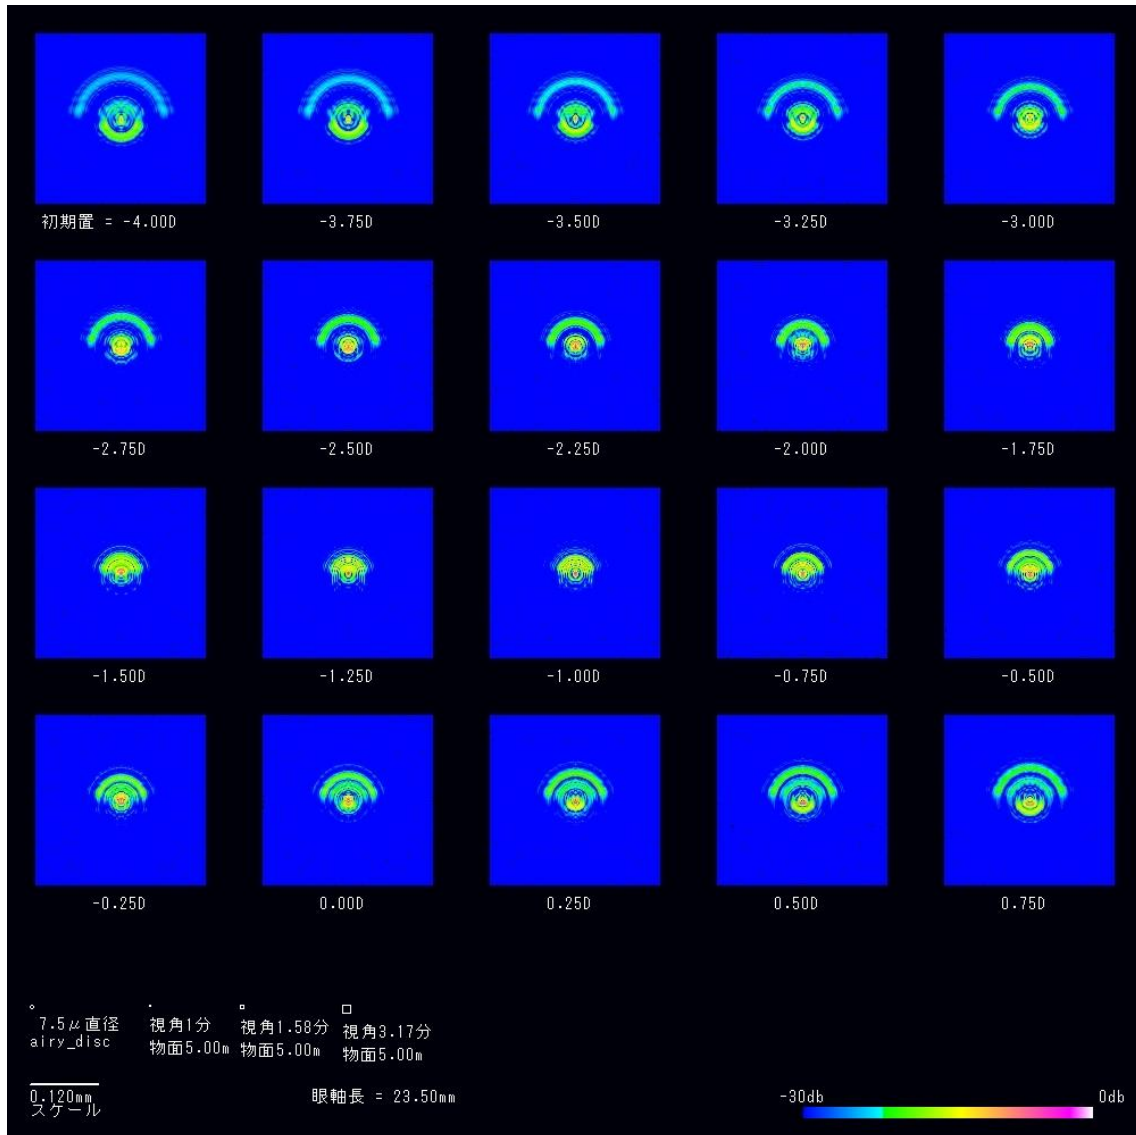 初期置 = -4.00D
-3.75D
-3.50D
-3.25D
-3.00D
-2.75D
-2.50D
-2.25D
-2.00D
-1.75D
-1.50D
-1.25D
-1.00D
-0.75D
-0.50D
-0.25D
0.00D
0.25D
0.50D
0.75D
7.5μ直径
airy_disc
視角1分
物面5.00m
視角1.58分
物面5.00m
視角3.17分
物面5.00m
0.120mm
スケール
眼軸長 = 23.50mm
-30db
0db